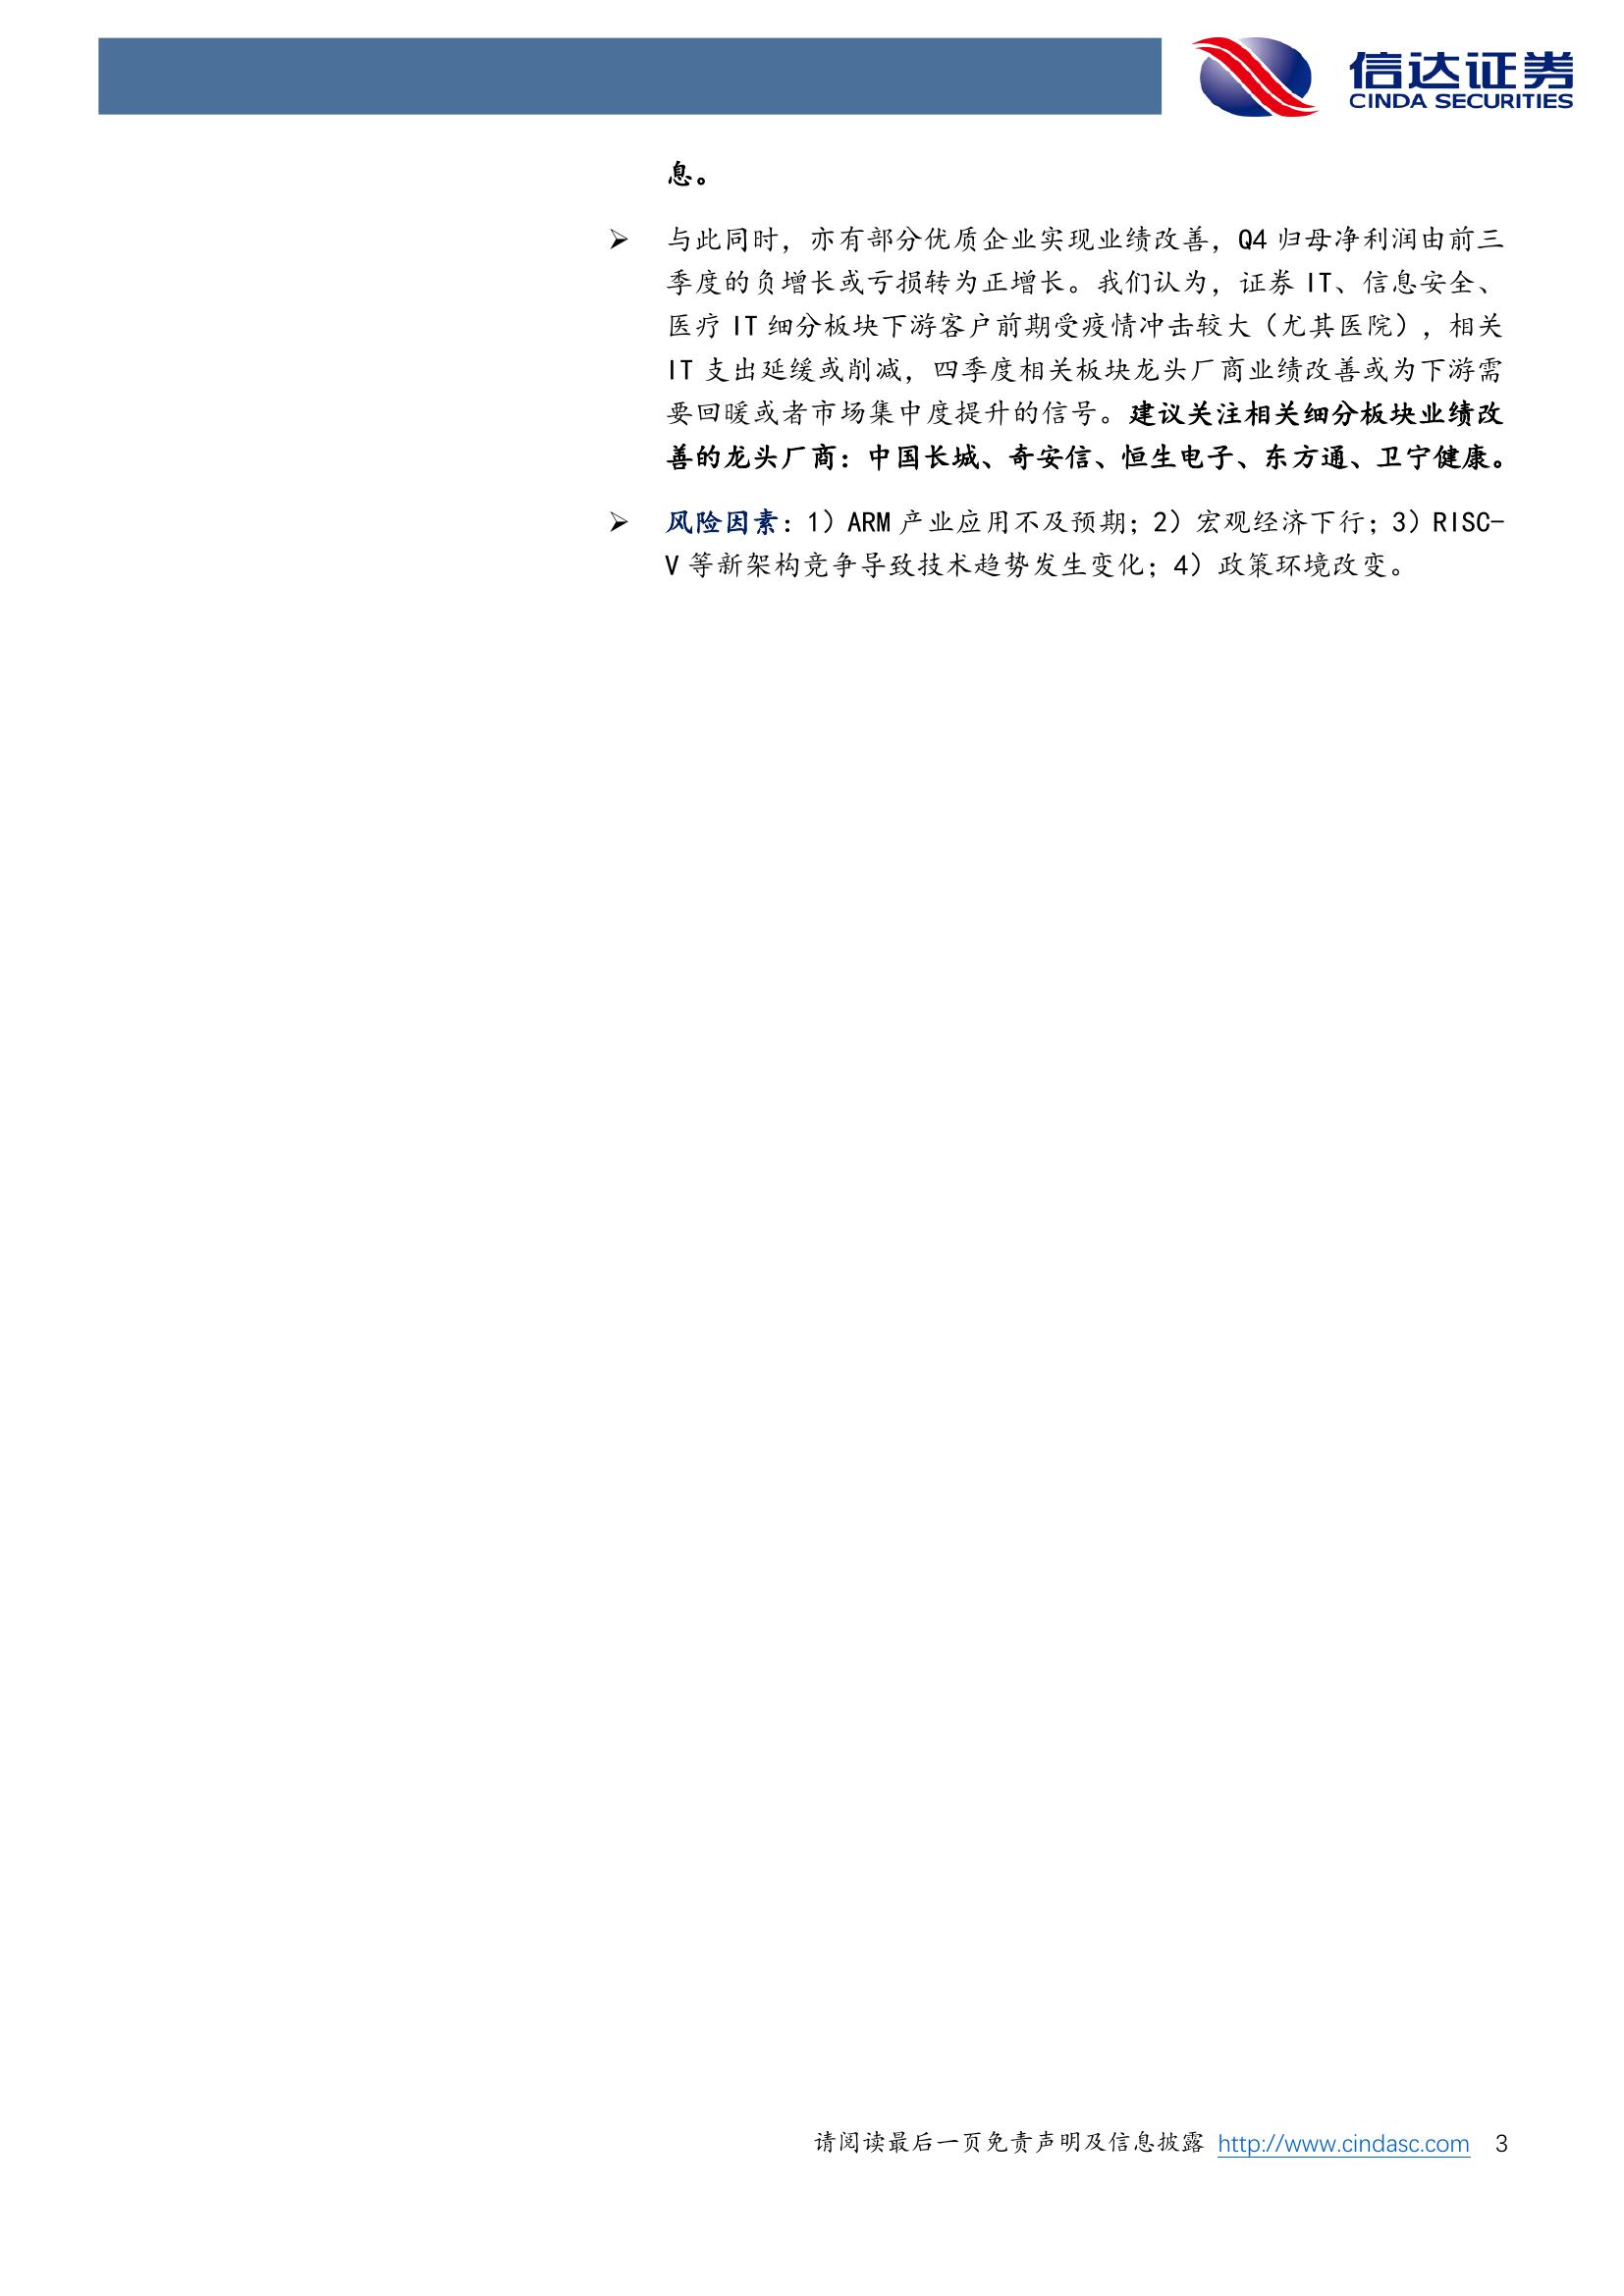 信达证券
CINDA SECURITIES
息。
➢ 与此同时，亦有部分优质企业实现业绩改善，Q4 归母净利润由前三
季度的负增长或亏损转为正增长。我们认为，证券 IT、信息安全、
医疗 IT 细分板块下游客户前期受疫情冲击较大（尤其医院），相关
IT 支出延缓或削减，四季度相关板块龙头厂商业绩改善或为下游需
要回暖或者市场集中度提升的信号。建议关注相关细分板块业绩改
善的龙头厂商：中国长城、奇安信、恒生电子、东方通、卫宁健康。
➢ 风险因素：1）ARM 产业应用不及预期；2）宏观经济下行；3）RISC-
V 等新架构竞争导致技术趋势发生变化；4）政策环境改变。
请阅读最后一页免责声明及信息披露 http://www.cindasc.com 3